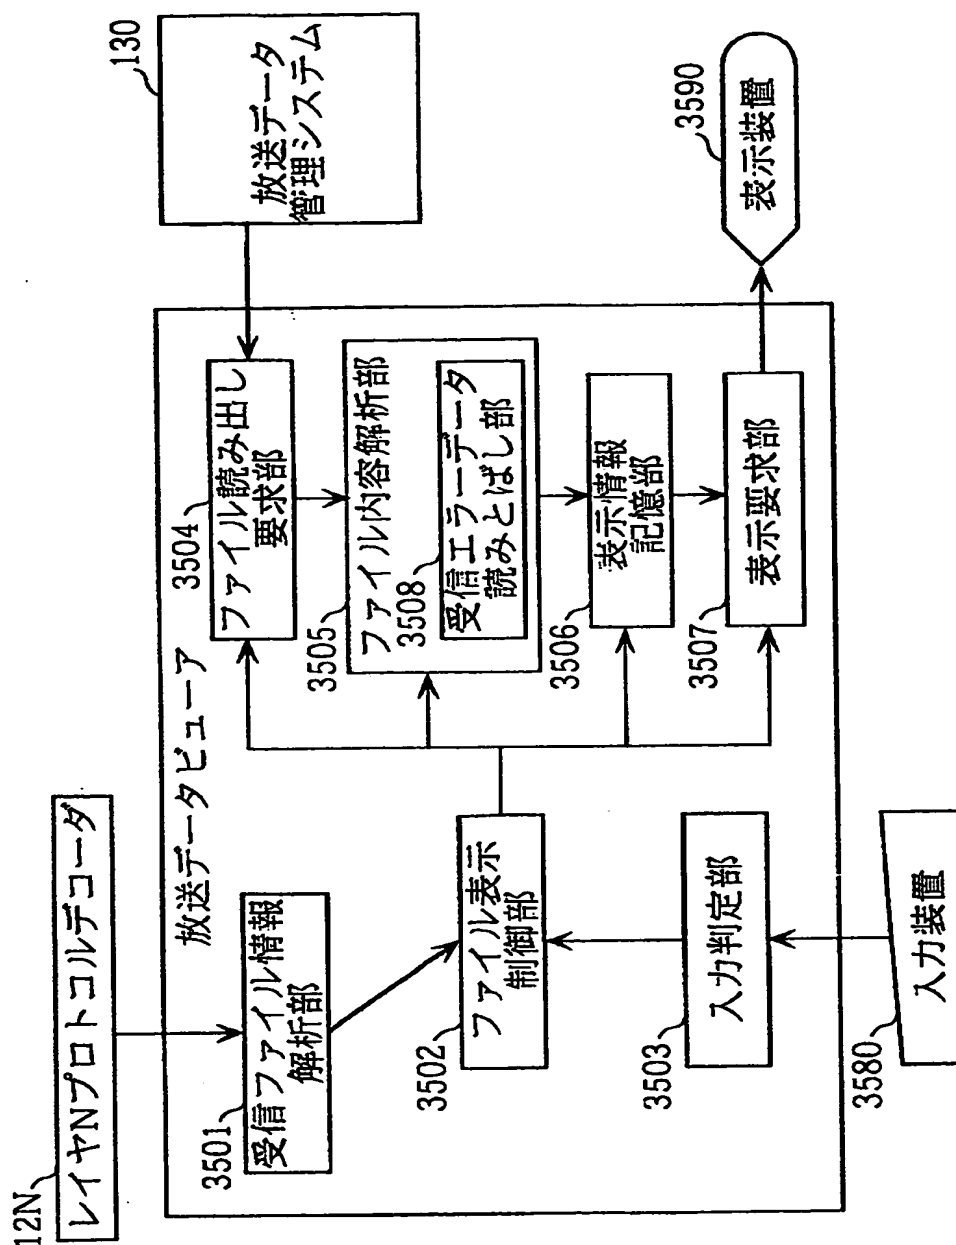 12N
レイヤNプロトコルデコーダ
130
放送データ
管理システム
放送データビューア
3501
受信ファイル情報
解析部
3504
ファイル読み出し
要求部
3505
ファイル内容解析部
3508
受信エラーデータ
読みとばし部
3502
ファイル表示
制御部
3506
表示情報
記憶部
3503
入力判定部
3507
表示要求部
3590
表示装置
3580
入力装置